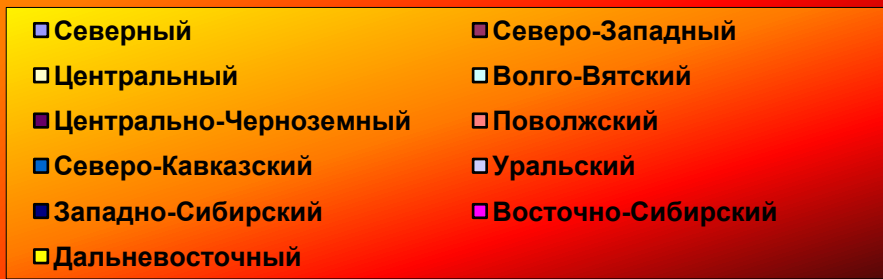 Северный
Северо-Западный
Центральный
Волго-Вятский
Центрально-Черноземный
Поволжский
Северо-Кавказский
Уральский
Западно-Сибирский
Восточно-Сибирский
Дальневосточный